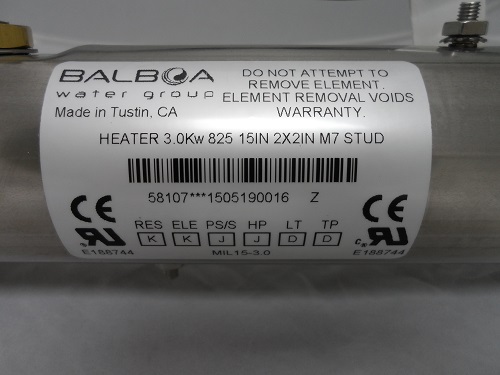 BALBOA
water group
Made in Tustin, CA
DO NOT ATTEMPT TO
REMOVE ELEMENT.
ELEMENT REMOVAL VOIDS
WARRANTY.
HEATER 3.0Kw 825 15IN 2X2IN M7 STUD
58107***1505190016 Z
RES ELE PS/S HP LT TP
K K J J D D
MIL15-3.0
CE
E188744
CE
c
E188744